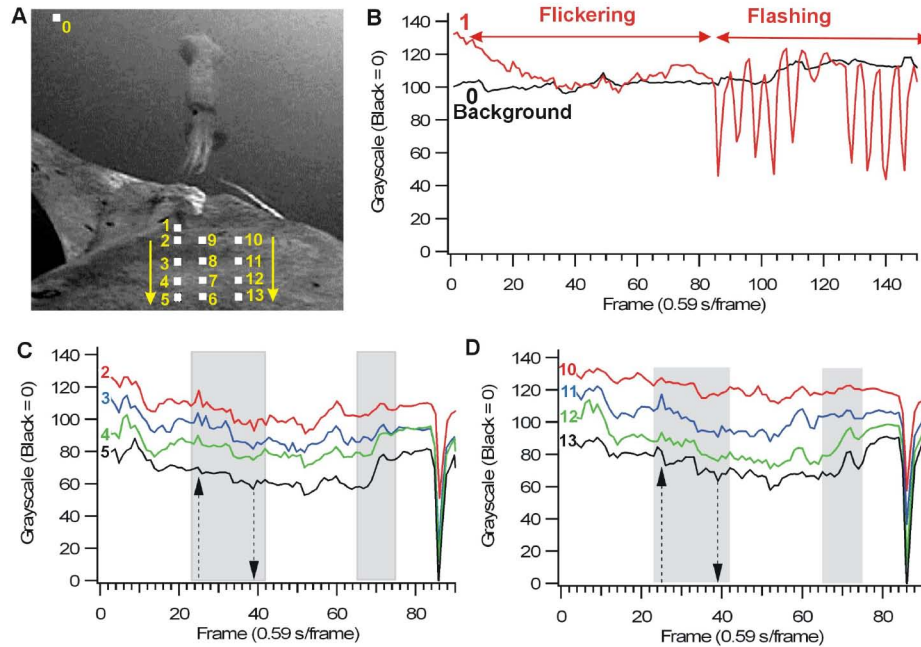 A
0
1
2 9 10
3 8 11
4 7 12
5 6 13
B
1 Flickering Flashing
0
Background
Grayscale (Black = 0)
140
120
100
80
60
40
20
0
0 20 40 60 80 100 120 140
Frame (0.59 s/frame)
C
2
3
4
5
Grayscale (Black = 0)
140
120
100
80
60
40
20
0
0 20 40 60 80
Frame (0.59 s/frame)
D
10
11
12
13
Grayscale (Black = 0)
140
120
100
80
60
40
20
0
0 20 40 60 80
Frame (0.59 s/frame)